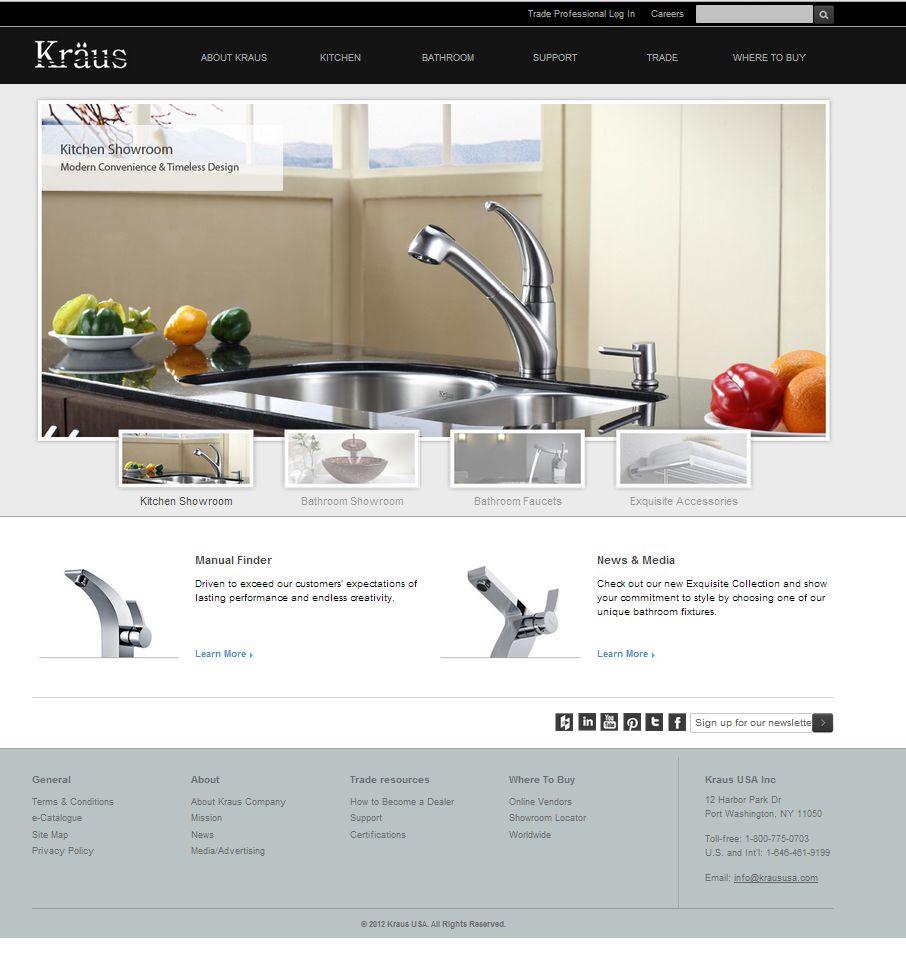 Trade Professional Log In Careers
Kräus
ABOUT KRAUS KITCHEN BATHROOM SUPPORT TRADE WHERE TO BUY
Kitchen Showroom
Modern Convenience & Timeless Design
Kitchen Showroom Bathroom Showroom Bathroom Faucets Exquisite Accessories
Manual Finder
Driven to exceed our customers' expectations of
lasting performance and endless creativity.
Learn More
News & Media
Check out our new Exquisite Collection and show
your commitment to style by choosing one of our
unique bathroom fixtures.
Learn More
in You Tube P t f Sign up for our newslette
General
Terms & Conditions
e-Catalogue
Site Map
Privacy Policy
About
About Kraus Company
Mission
News
Media/Advertising
Trade resources
How to Become a Dealer
Support
Certifications
Where To Buy
Online Vendors
Showroom Locator
Worldwide
Kraus USA Inc
12 Harbor Park Dr
Port Washington, NY 11050
Toll-free: 1-800-775-0703
U.S. and Int'l: 1-646-461-9199
Email: info@kraususa.com
© 2012 Kraus USA. All Rights Reserved.